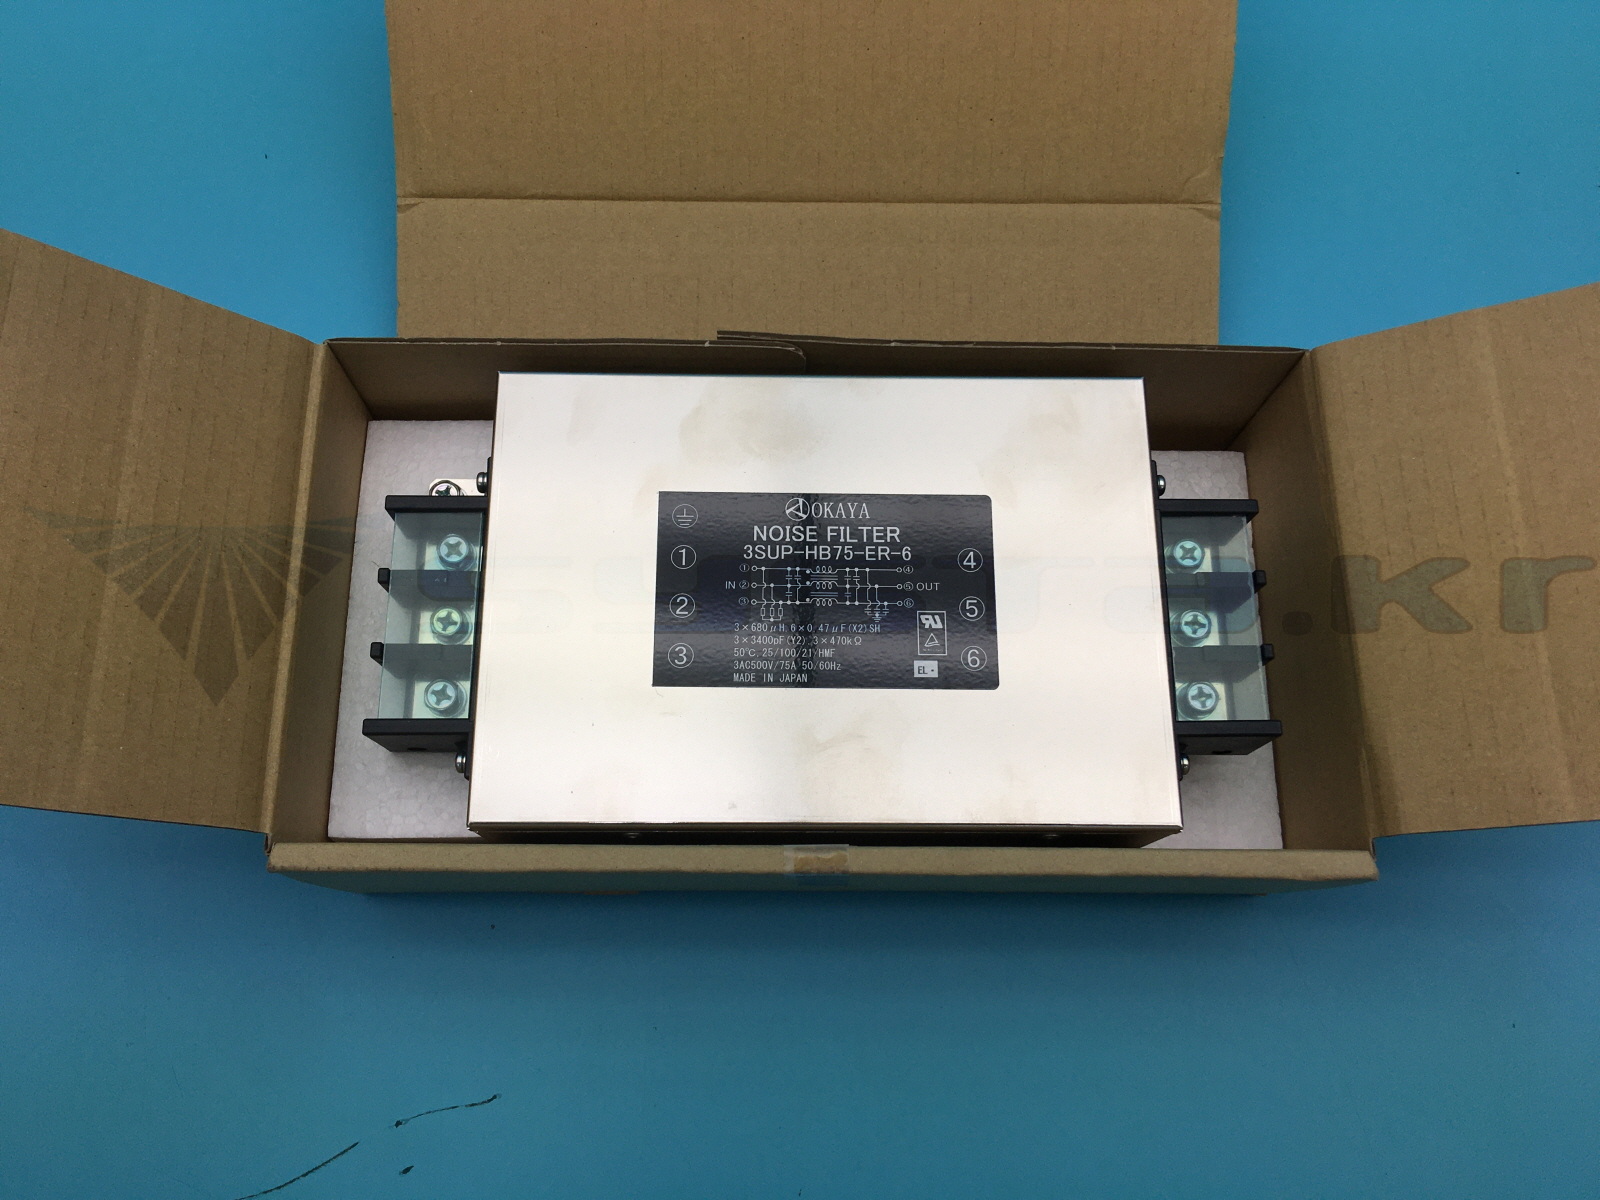 OKAYA
NOISE FILTER
3SUP-HB75-ER-6
① ④
① ④
IN ② ⑤ OUT
③ ⑥
② ⑤
③ ⑥
3×680μH, 6×0.47μF(X2)SH
3×3400pF(Y2), 3×470kΩ
50℃, 25/100/21/HMF
3AC500V/75A 50/60Hz
MADE IN JAPAN
EL -
.kr